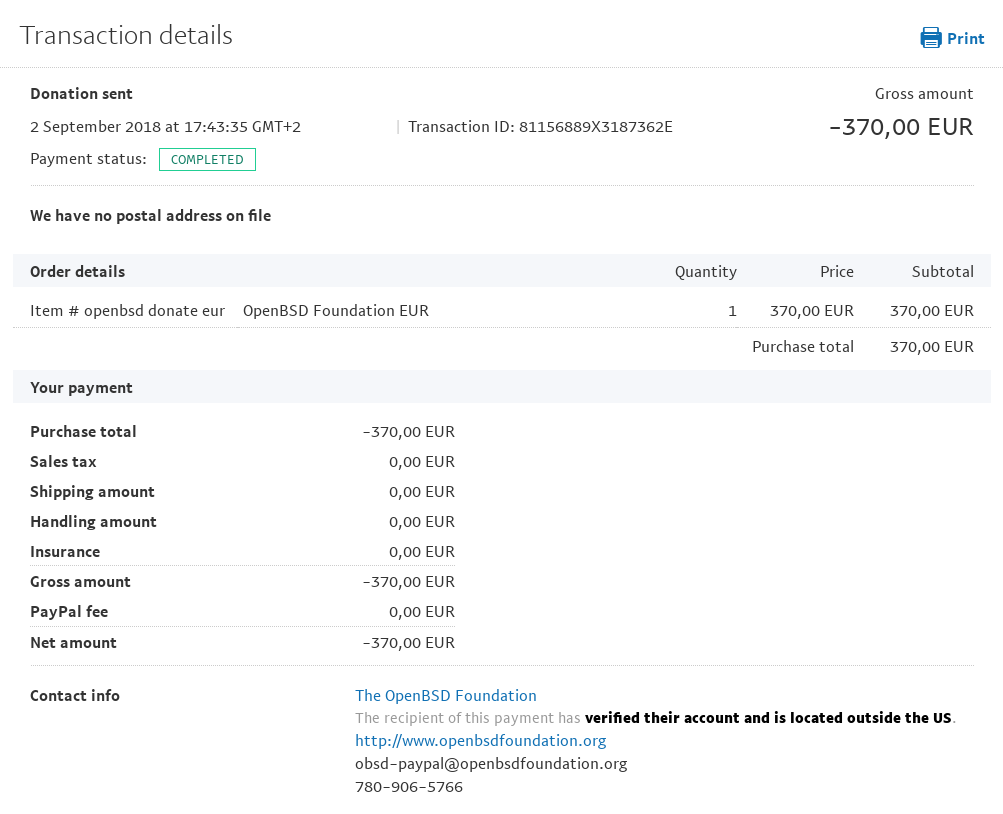 Transaction details
Print
Donation sent
Gross amount
2 September 2018 at 17:43:35 GMT+2 | Transaction ID: 81156889X3187362E
-370,00 EUR
Payment status: COMPLETED
We have no postal address on file
Order details Quantity Price Subtotal
Item # openbsd donate eur OpenBSD Foundation EUR 1 370,00 EUR 370,00 EUR
Purchase total 370,00 EUR
Your payment
Purchase total -370,00 EUR
Sales tax 0,00 EUR
Shipping amount 0,00 EUR
Handling amount 0,00 EUR
Insurance 0,00 EUR
Gross amount -370,00 EUR
PayPal fee 0,00 EUR
Net amount -370,00 EUR
Contact info The OpenBSD Foundation
The recipient of this payment has verified their account and is located outside the US.
http://www.openbsdfoundation.org
obsd-paypal@openbsdfoundation.org
780-906-5766